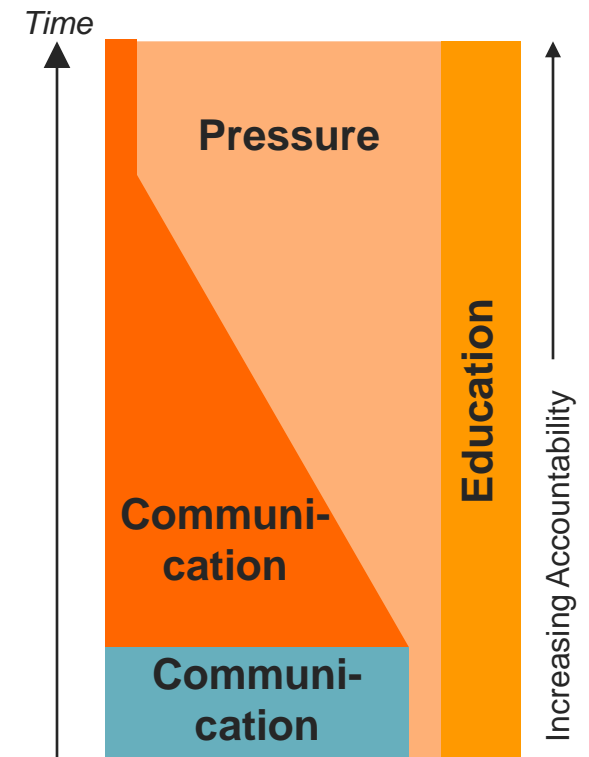 Time
Pressure
Education
Communi-
cation
Communi-
cation
Increasing Accountability